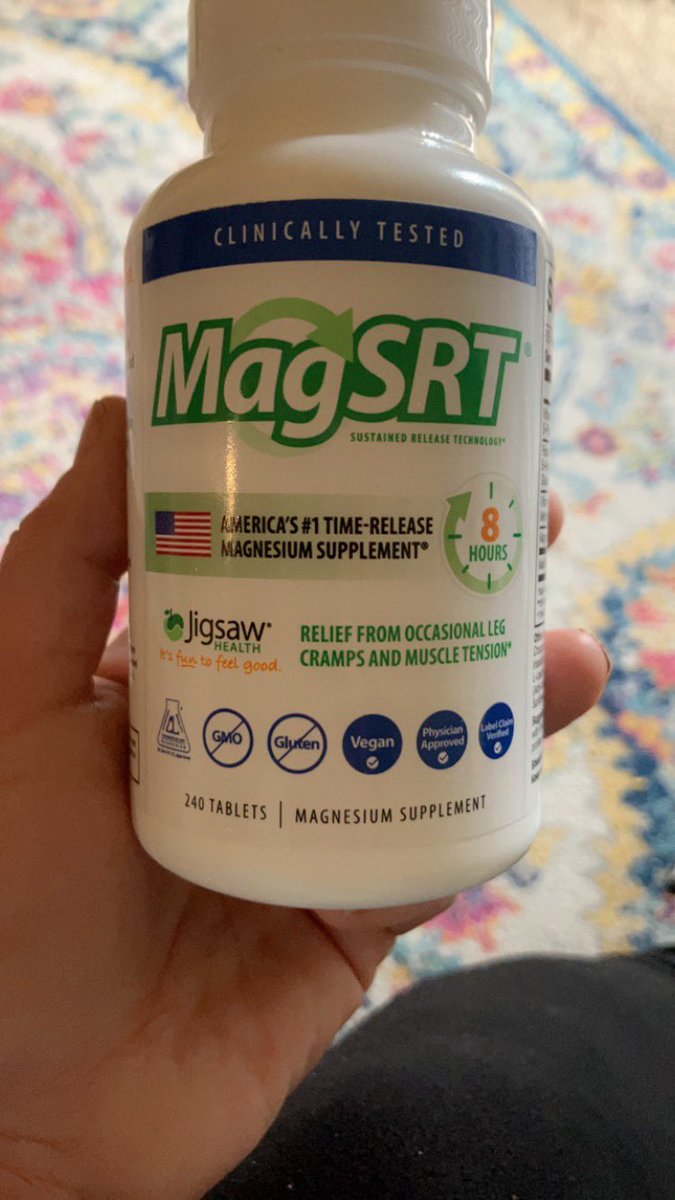 CLINICALLY TESTED
MagSRT®
SUSTAINED RELEASE TECHNOLOGY®
AMERICA'S #1 TIME-RELEASE
MAGNESIUM SUPPLEMENT®
8
HOURS
Jigsaw®
HEALTH
It's fun to feel good.
RELIEF FROM OCCASIONAL LEG
CRAMPS AND MUSCLE TENSION*
GMO
Gluten
Vegan
Physician
Approved
Label Claim
Verified
240 TABLETS | MAGNESIUM SUPPLEMENT